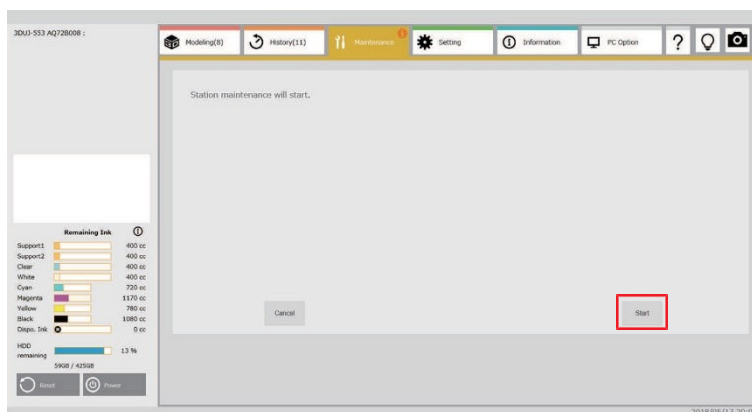 3DUJ-553 AQ72B008 :
Modeling(8)
History(11)
Maintenance
Setting
Information
PC Option
?
Station maintenance will start.
Remaining Ink
Support1 400 cc
Support2 400 cc
Clear 400 cc
White 400 cc
Cyan 720 cc
Magenta 1170 cc
Yellow 780 cc
Black 1080 cc
Dispo. Ink 0 cc
HDD
remaining 13 %
59GB / 425GB
Reset
Power
Cancel
Start